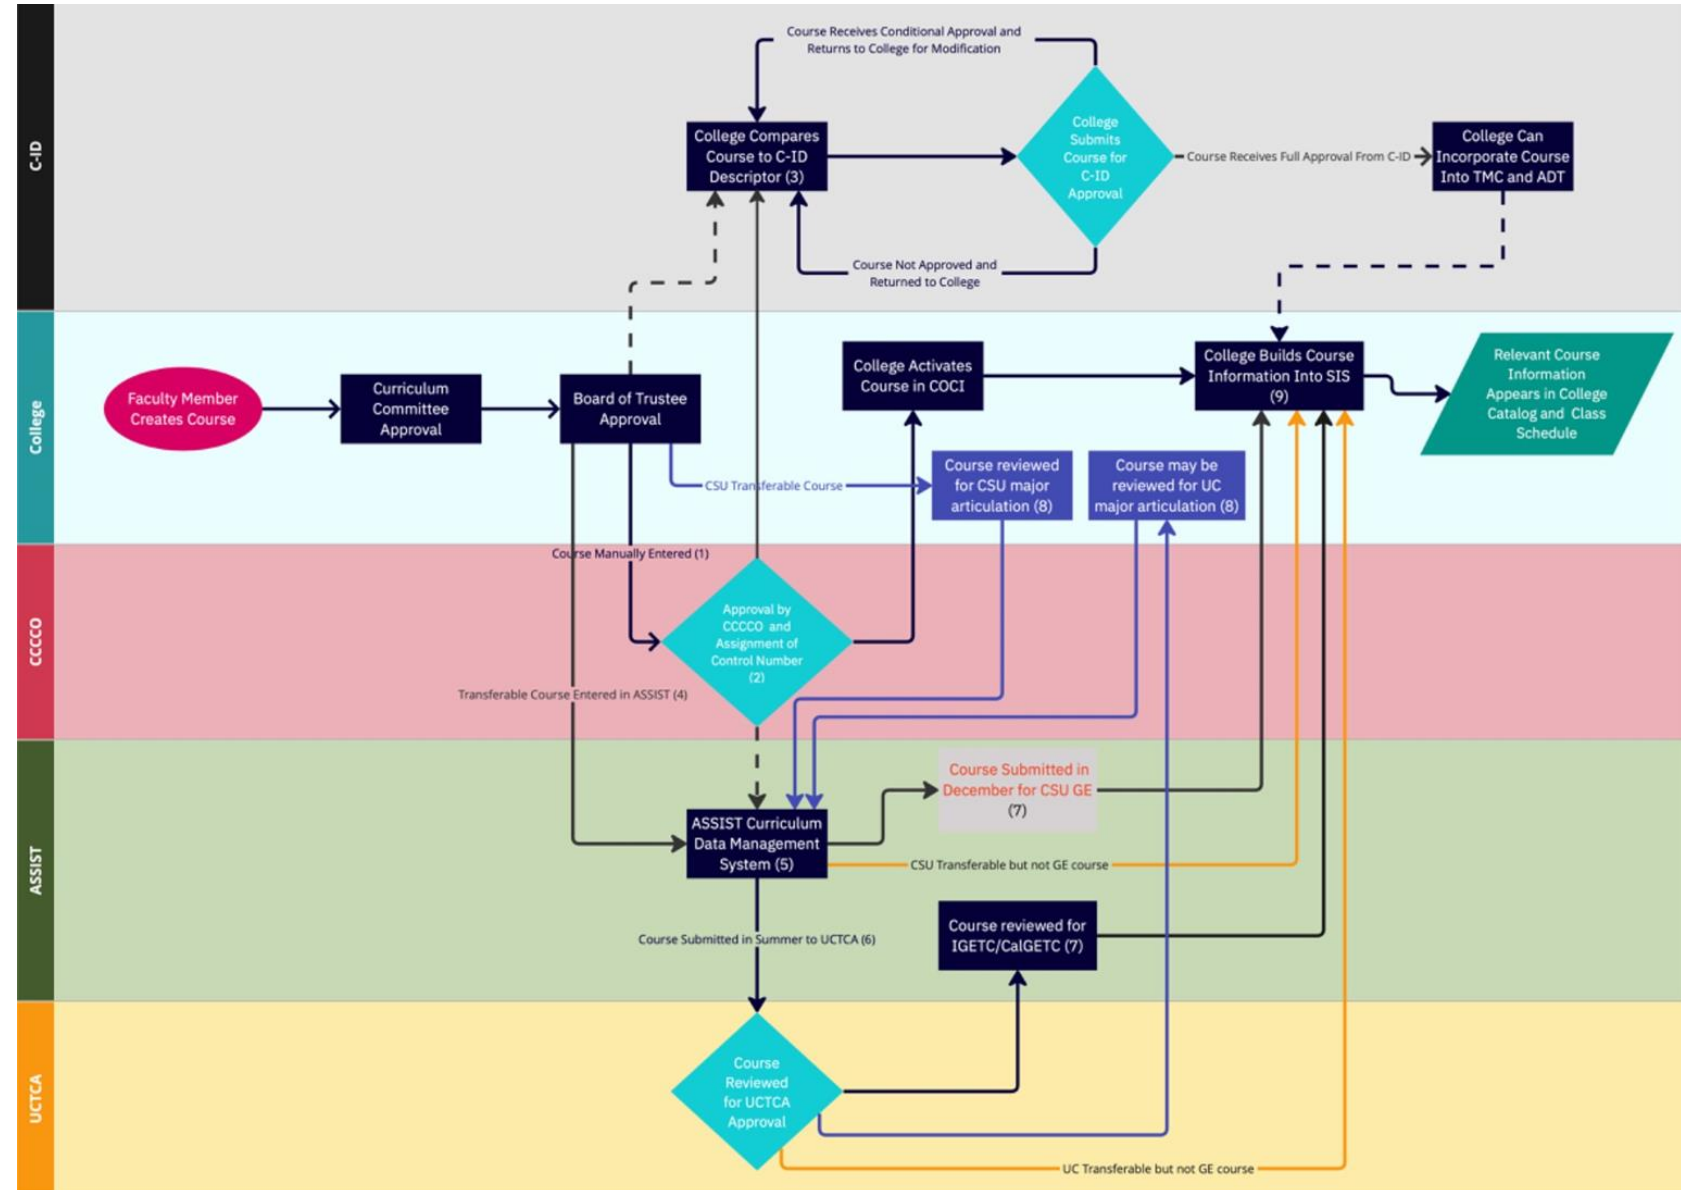 C-ID
Course Receives Conditional Approval and
Returns to College for Modification
College Compares
Course to C-ID
Descriptor (3)
College
Submits
Course for
C-ID
Approval
Course Receives Full Approval From C-ID
College Can
Incorporate Course
Into TMC and ADT
Course Not Approved and
Returned to College
College
Faculty Member
Creates Course
Curriculum
Committee
Approval
Board of Trustee
Approval
College Activates
Course in COCI
College Builds Course
Information Into SIS
(9)
Relevant Course
Information
Appears in College
Catalog and Class
Schedule
CSU Transferable Course
Course reviewed
for CSU major
articulation (8)
Course may be
reviewed for UC
major articulation (8)
CCCCO
Course Manually Entered (1)
Approval by
CCCCO and
Assignment of
Control Number
(2)
Transferable Course Entered in ASSIST (4)
ASSIST
Course Submitted in
December for CSU GE
(7)
ASSIST Curriculum
Data Management
System (5)
CSU Transferable but not GE course
Course Submitted in Summer to UCTCA (6)
Course reviewed for
IGETC/CalGETC (7)
UCTCA
Course
Reviewed
for UCTCA
Approval
UC Transferable but not GE course